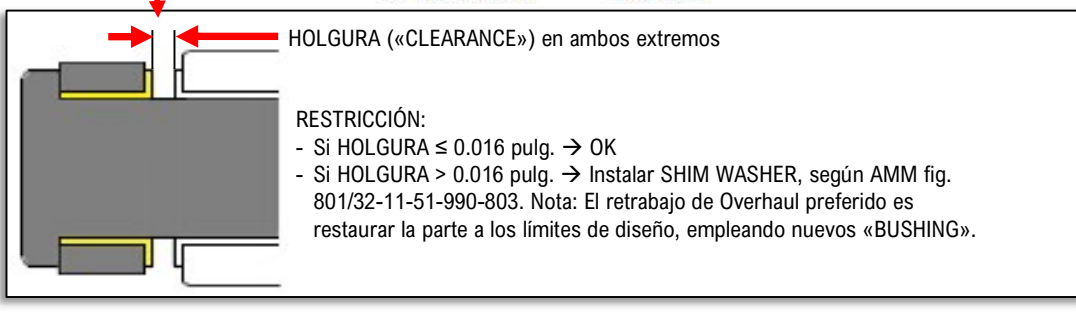 HOLGURA («CLEARANCE») en ambos extremos
RESTRICCIÓN:
- Si HOLGURA ≤ 0.016 pulg. → OK
- Si HOLGURA > 0.016 pulg. → Instalar SHIM WASHER, según AMM fig.
801/32-11-51-990-803. Nota: El retrabajo de Overhaul preferido es
restaurar la parte a los límites de diseño, empleando nuevos «BUSHING».